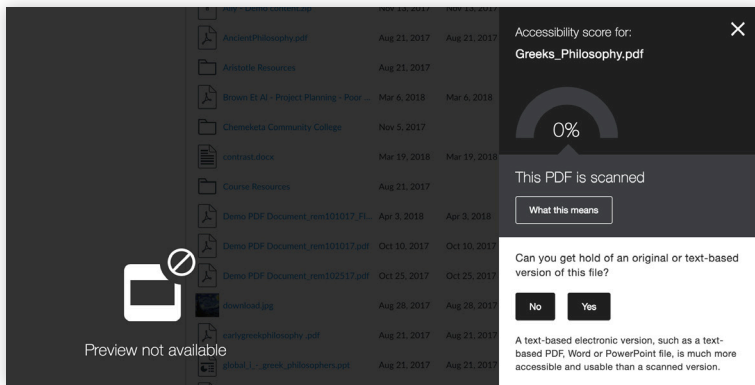 Nov 13, 2017 Nov 13, 2017
AncientPhilosophy.pdf Aug 21, 2017 Aug 21, 2017
Aristotle Resources Aug 21, 2017
Brown Et Al - Project Planning - Poor ... Mar 6, 2018 Mar 6, 2018
Chemeketa Community College Nov 5, 2017
contrast.docx Mar 19, 2018 Mar 19, 2018
Course Resources Aug 21, 2017
Demo PDF Document_rem101017_Fl... Apr 3, 2018 Apr 3, 2018
Demo PDF Document_rem101017.pdf Oct 10, 2017 Oct 10, 2017
Demo PDF Document_rem102517.pdf Oct 25, 2017 Oct 25, 2017
download.jpg Aug 28, 2017 Aug 28, 2017
earlygreekphilosophy .pdf Aug 21, 2017 Aug 21, 2017
global_i_-_greek_philosophers.ppt Aug 21, 2017 Aug 21, 2017
Preview not available
Accessibility score for:
Greeks_Philosophy.pdf
0%
This PDF is scanned
What this means
Can you get hold of an original or text-based
version of this file?
No Yes
A text-based electronic version, such as a text-
based PDF, Word or PowerPoint file, is much more
accessible and usable than a scanned version.